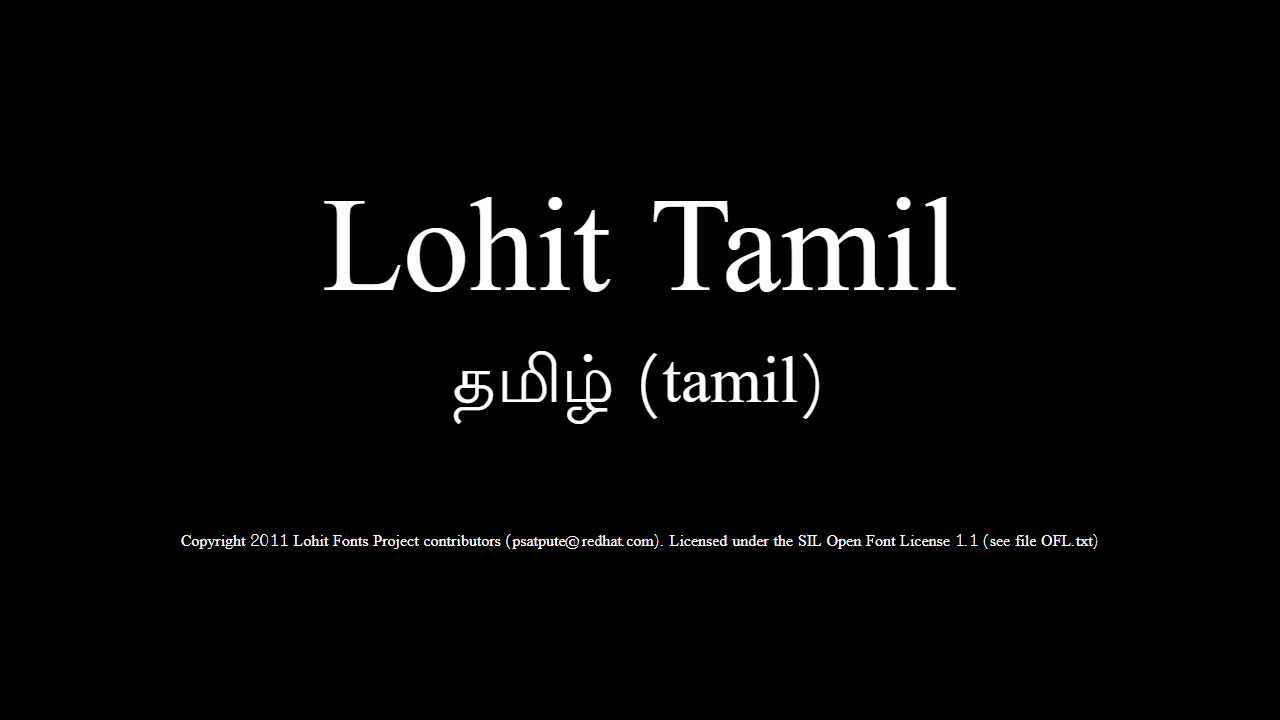 Lohit Tamil
தமிழ் (tamil)
Copyright 2011 Lohit Fonts Project contributors (psatpute@redhat.com). Licensed under the SIL Open Font License 1.1 (see file OFL.txt)